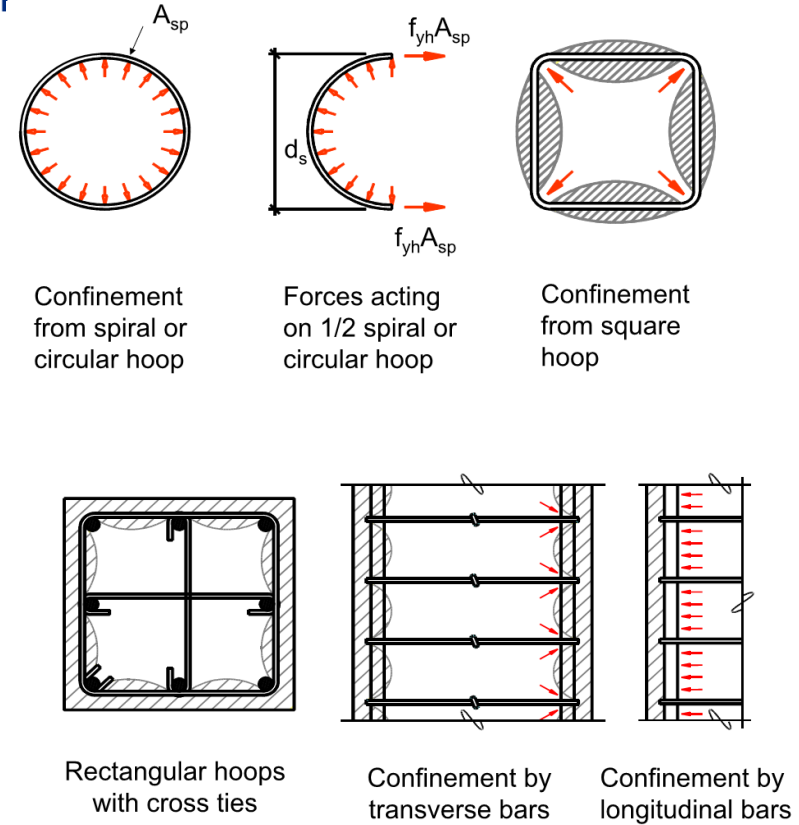 r
A_sp
f_yhA_sp
d_s
f_yhA_sp
Confinement
from spiral or
circular hoop
Forces acting
on 1/2 spiral or
circular hoop
Confinement
from square
hoop
Rectangular hoops
with cross ties
Confinement by
transverse bars
Confinement by
longitudinal bars